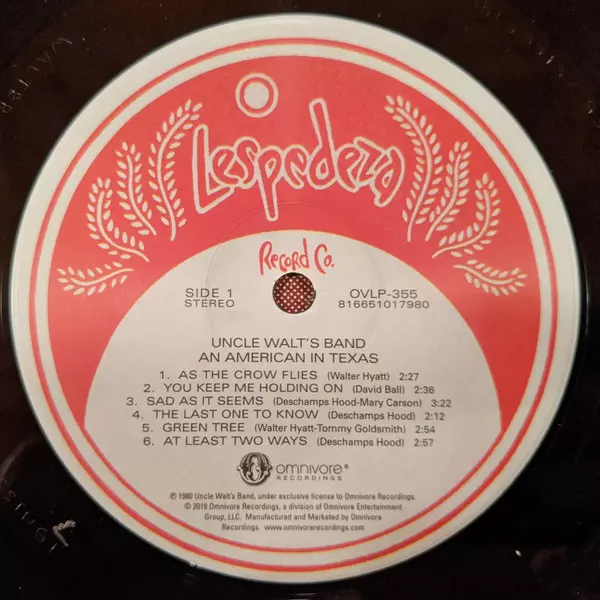 Lespedeza
Record Co.
SIDE 1
STEREO
OVLP-355
816651017980
UNCLE WALT'S BAND
AN AMERICAN IN TEXAS
1. AS THE CROW FLIES (Walter Hyatt) 2:27
2. YOU KEEP ME HOLDING ON (David Ball) 2:36
3. SAD AS IT SEEMS (Deschamps Hood-Mary Carson) 3:22
4. THE LAST ONE TO KNOW (Deschamps Hood) 2:12
5. GREEN TREE (Walter Hyatt-Tommy Goldsmith) 2:54
6. AT LEAST TWO WAYS (Deschamps Hood) 2:57
omnivore®
RECORDINGS
℗ 1980 Uncle Walt's Band, under exclusive license to Omnivore Recordings.
© 2019 Omnivore Recordings, a division of Omnivore Entertainment
Group, LLC. Manufactured and Marketed by Omnivore
Recordings. www.omnivorerecordings.com